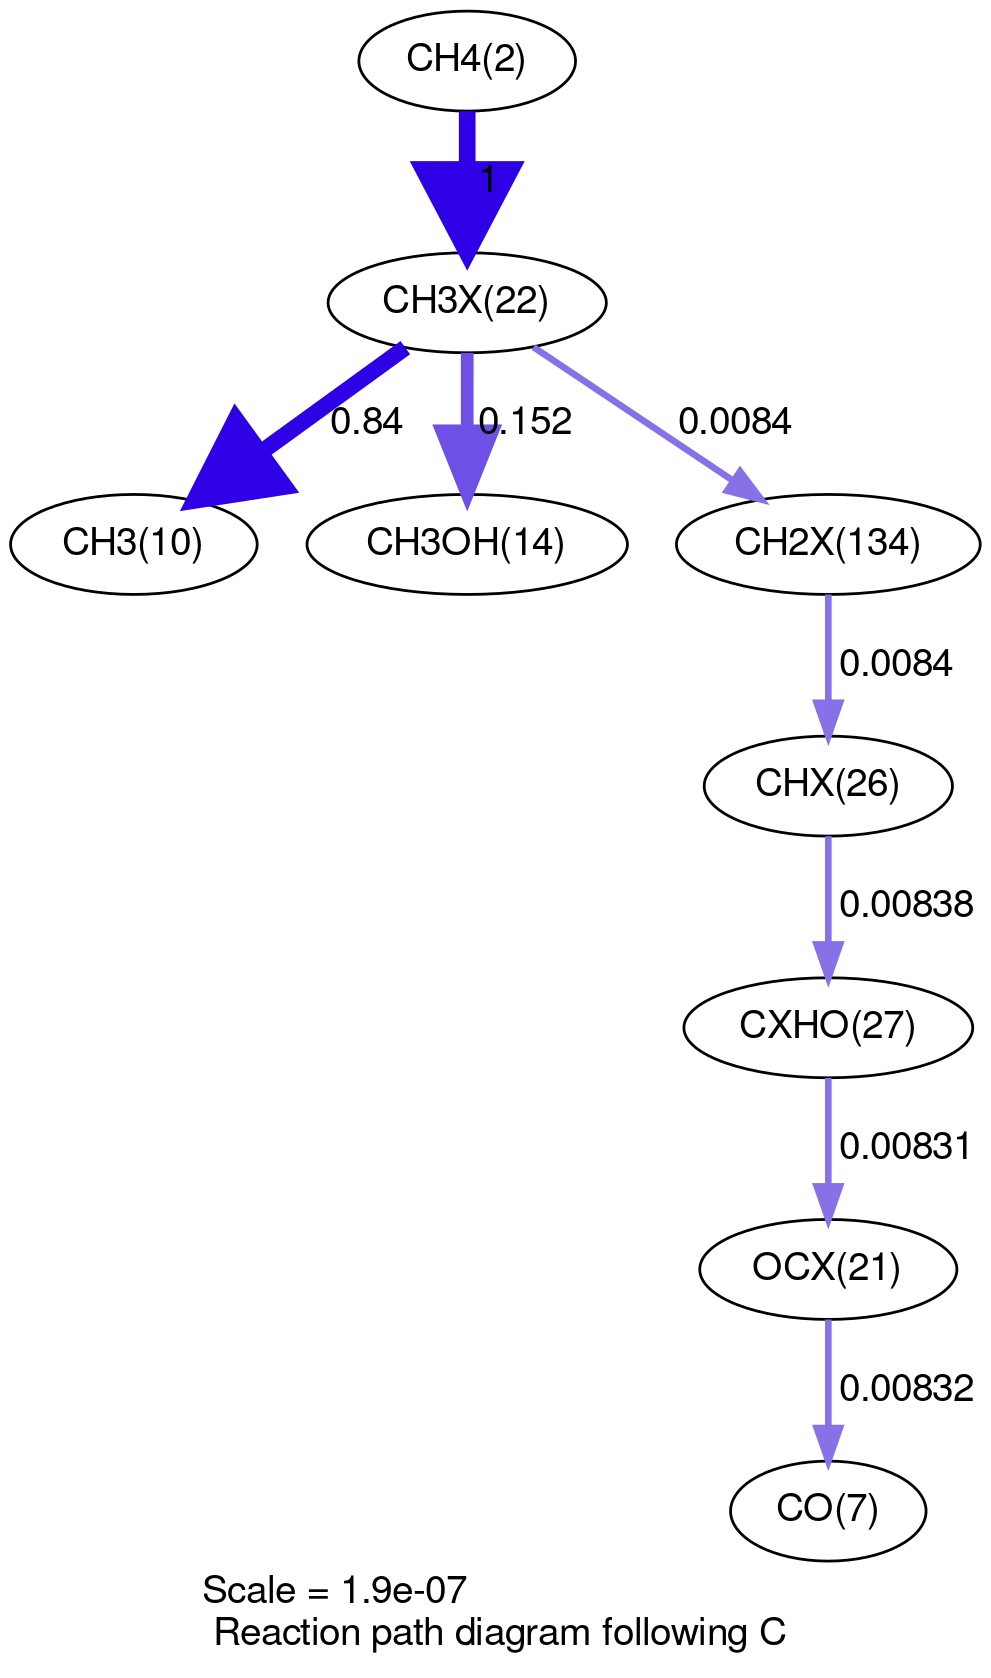 CH4(2)
1
CH3X(22)
0.84
0.152
0.0084
CH3(10)
CH3OH(14)
CH2X(134)
0.0084
CHX(26)
0.00838
CXHO(27)
0.00831
OCX(21)
0.00832
CO(7)
Scale = 1.9e-07
Reaction path diagram following C